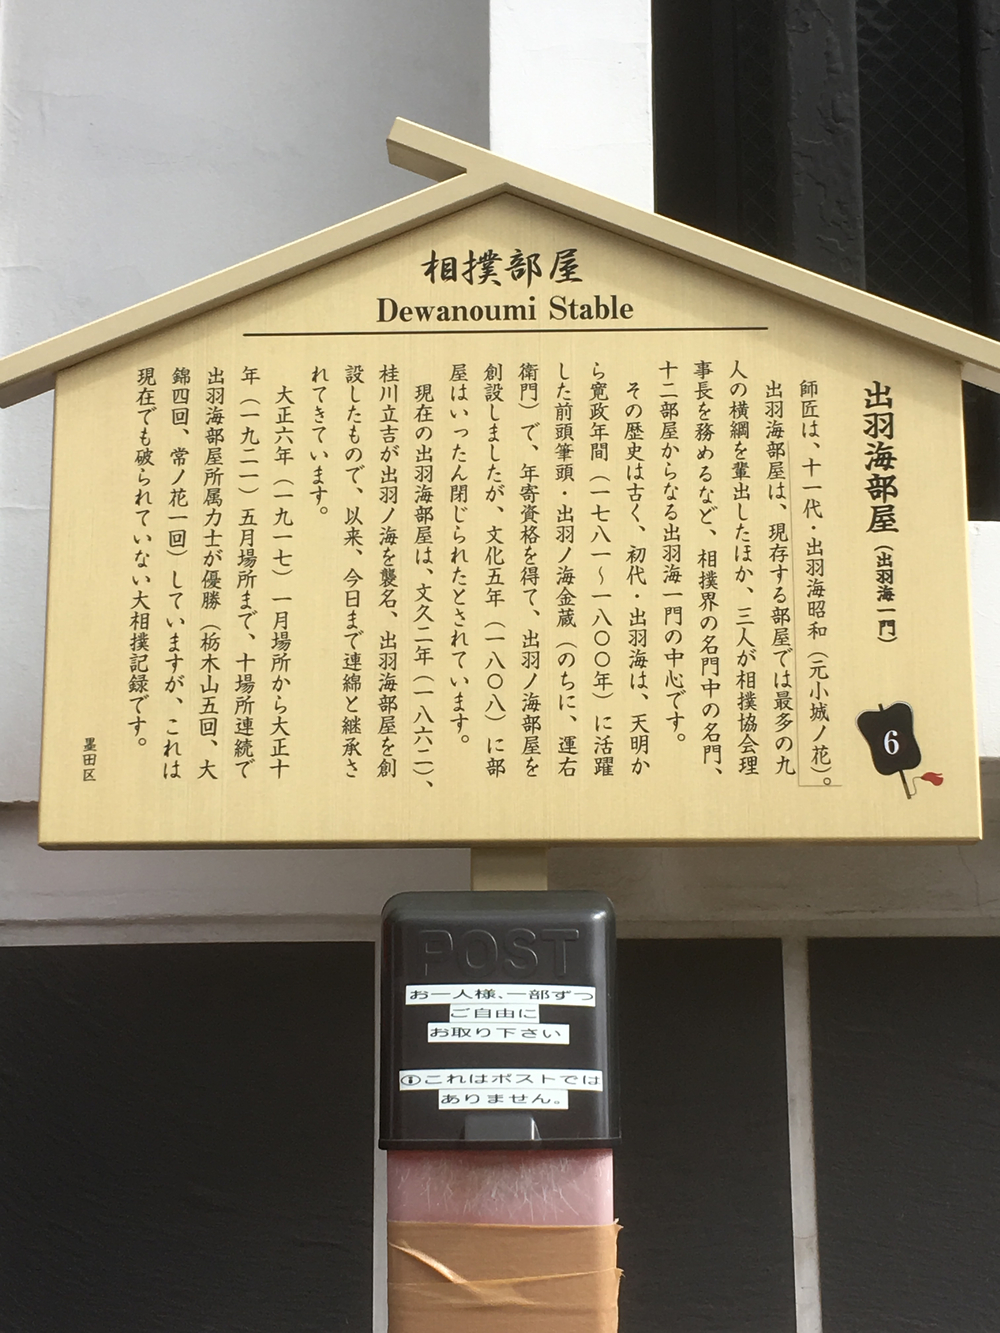 相撲部屋
Dewanoumi Stable
出羽海部屋(出羽海一門)
6
師匠は、十一代・出羽海昭和(元小城ノ花)。
出羽海部屋は、現存する部屋では最多の九
人の横綱を輩出したほか、三人が相撲協会理
事長を務めるなど、相撲界の名門中の名門、
十二部屋からなる出羽海一門の中心です。
その歴史は古く、初代・出羽海は、天明か
ら寛政年間(一七八一~一八〇〇年)に活躍
した前頭筆頭・出羽ノ海金蔵(のちに、運右
衛門)で、年寄資格を得て、出羽ノ海部屋を
創設しましたが、文化五年(一八〇八)に部
屋はいったん閉じられたとされています。
現在の出羽海部屋は、文久二年(一八六二)、
桂川立吉が出羽ノ海を襲名、出羽海部屋を創
設したもので、以来、今日まで連綿と継承さ
れてきています。
大正六年(一九一七)一月場所から大正十
年(一九二一)五月場所まで、十場所連続で
出羽海部屋所属力士が優勝(栃木山五回、大
錦四回、常ノ花一回)していますが、これは
現在でも破られていない大相撲記録です。
墨田区
POST
お一人様、一部ずつ
ご自由に
お取り下さい
①これはポストでは
ありません。